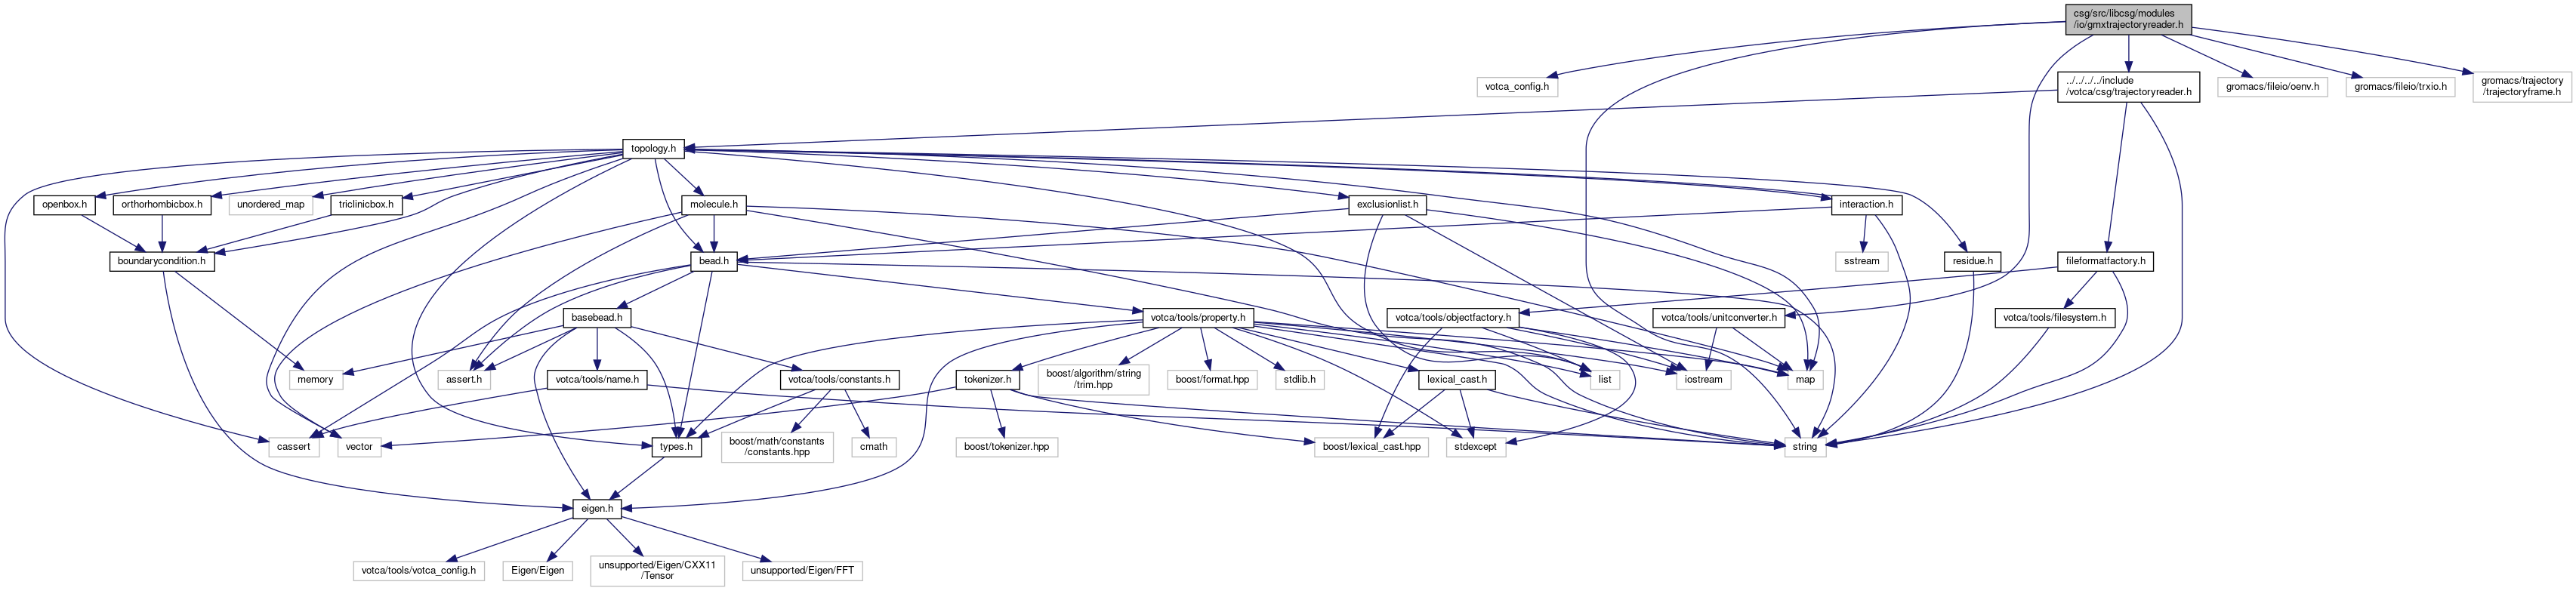 csg/src/libcsg/modules
/io/gmxtrajectoryreader.h
votca_config.h
../../../../include
/votca/csg/trajectoryreader.h
gromacs/fileio/oenv.h
gromacs/fileio/trxio.h
gromacs/trajectory
/trajectoryframe.h
topology.h
openbox.h
orthorhombicbox.h
unordered_map
triclinicbox.h
molecule.h
exclusionlist.h
interaction.h
boundarycondition.h
bead.h
sstream
residue.h
fileformatfactory.h
basebead.h
votca/tools/property.h
votca/tools/objectfactory.h
votca/tools/unitconverter.h
votca/tools/filesystem.h
memory
assert.h
votca/tools/name.h
votca/tools/constants.h
tokenizer.h
boost/algorithm/string
/trim.hpp
boost/format.hpp
stdlib.h
lexical_cast.h
list
iostream
map
cassert
vector
types.h
boost/math/constants
/constants.hpp
cmath
boost/tokenizer.hpp
boost/lexical_cast.hpp
stdexcept
string
eigen.h
votca/tools/votca_config.h
Eigen/Eigen
unsupported/Eigen/CXX11
/Tensor
unsupported/Eigen/FFT